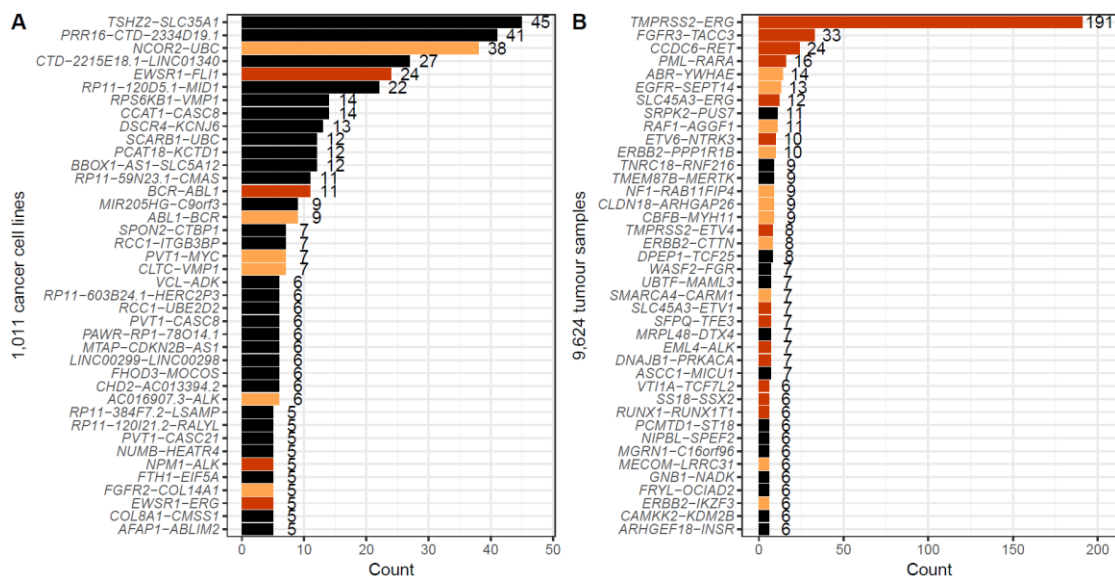 A
1,011 cancer cell lines
TSHZ2−SLC35A1 45
PRR16−CTD−2334D19.1 41
NCOR2−UBC 38
CTD−2215E18.1−LINC01340 27
EWSR1−FLI1 24
RP11−120D5.1−MID1 22
RPS6KB1−VMP1 14
CCAT1−CASC8 14
DSCR4−KCNJ6 13
SCARB1−UBC 12
PCAT18−KCTD1 12
BBOX1−AS1−SLC5A12 12
RP11−59N23.1−CMAS 11
BCR−ABL1 11
MIR205HG−C9orf3 9
ABL1−BCR 9
SPON2−CTBP1 7
RCC1−ITGB3BP 7
PVT1−MYC 7
CLTC−VMP1 7
VCL−ADK 6
RP11−603B24.1−HERC2P3 6
RCC1−UBE2D2 6
PVT1−CASC8 6
PAWR−RP1−78O14.1 6
MTAP−CDKN2B−AS1 6
LINC00299−LINC00298 6
FHOD3−MOCOS 6
CHD2−AC013394.2 6
AC016907.3−ALK 6
RP11−384F7.2−LSAMP 5
RP11−120I21.2−RALYL 5
PVT1−CASC21 5
NUMB−HEATR4 5
NPM1−ALK 5
FTH1−EIF5A 5
FGFR2−COL14A1 5
EWSR1−ERG 5
COL8A1−CMSS1 5
AFAP1−ABLIM2 5
0 10 20 30 40 50
Count
B
9,624 tumour samples
TMPRSS2−ERG 191
FGFR3−TACC3 33
CCDC6−RET 24
PML−RARA 16
ABR−YWHAE 14
EGFR−SEPT14 13
SLC45A3−ERG 12
SRPK2−PUS7 11
RAF1−AGGF1 11
ETV6−NTRK3 10
ERBB2−PPP1R1B 10
TNRC18−RNF216 9
TMEM87B−MERTK 9
NF1−RAB11FIP4 9
CLDN18−ARHGAP26 9
CBFB−MYH11 9
TMPRSS2−ETV4 8
ERBB2−CTTN 8
DPEP1−TCF25 8
WASF2−FGR 7
UBTF−MAML3 7
SMARCA4−CARM1 7
SLC45A3−ETV1 7
SFPQ−TFE3 7
MRPL48−DTX4 7
EML4−ALK 7
DNAJB1−PRKACA 7
ASCC1−MICU1 7
VTI1A−TCF7L2 6
SS18−SSX2 6
RUNX1−RUNX1T1 6
PCMTD1−ST18 6
NIPBL−SPEF2 6
MGRN1−C16orf96 6
MECOM−LRRC31 6
GNB1−NADK 6
FRYL−OCIAD2 6
ERBB2−IKZF3 6
CAMKK2−KDM2B 6
ARHGEF18−INSR 6
0 50 100 150 200
Count